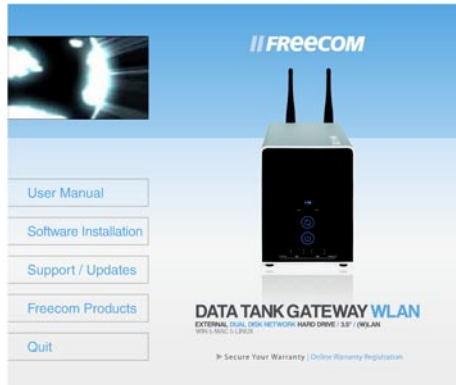 FREECOM
User Manual
Software Installation
Support / Updates
Freecom Products
Quit
DATA TANK GATEWAY WLAN
EXTERNAL DUAL DISK NETWORK HARD DRIVE / 3.5" / (W)LAN
WIN & MAC & LINUX
Secure Your Warranty | Online Warranty Registration